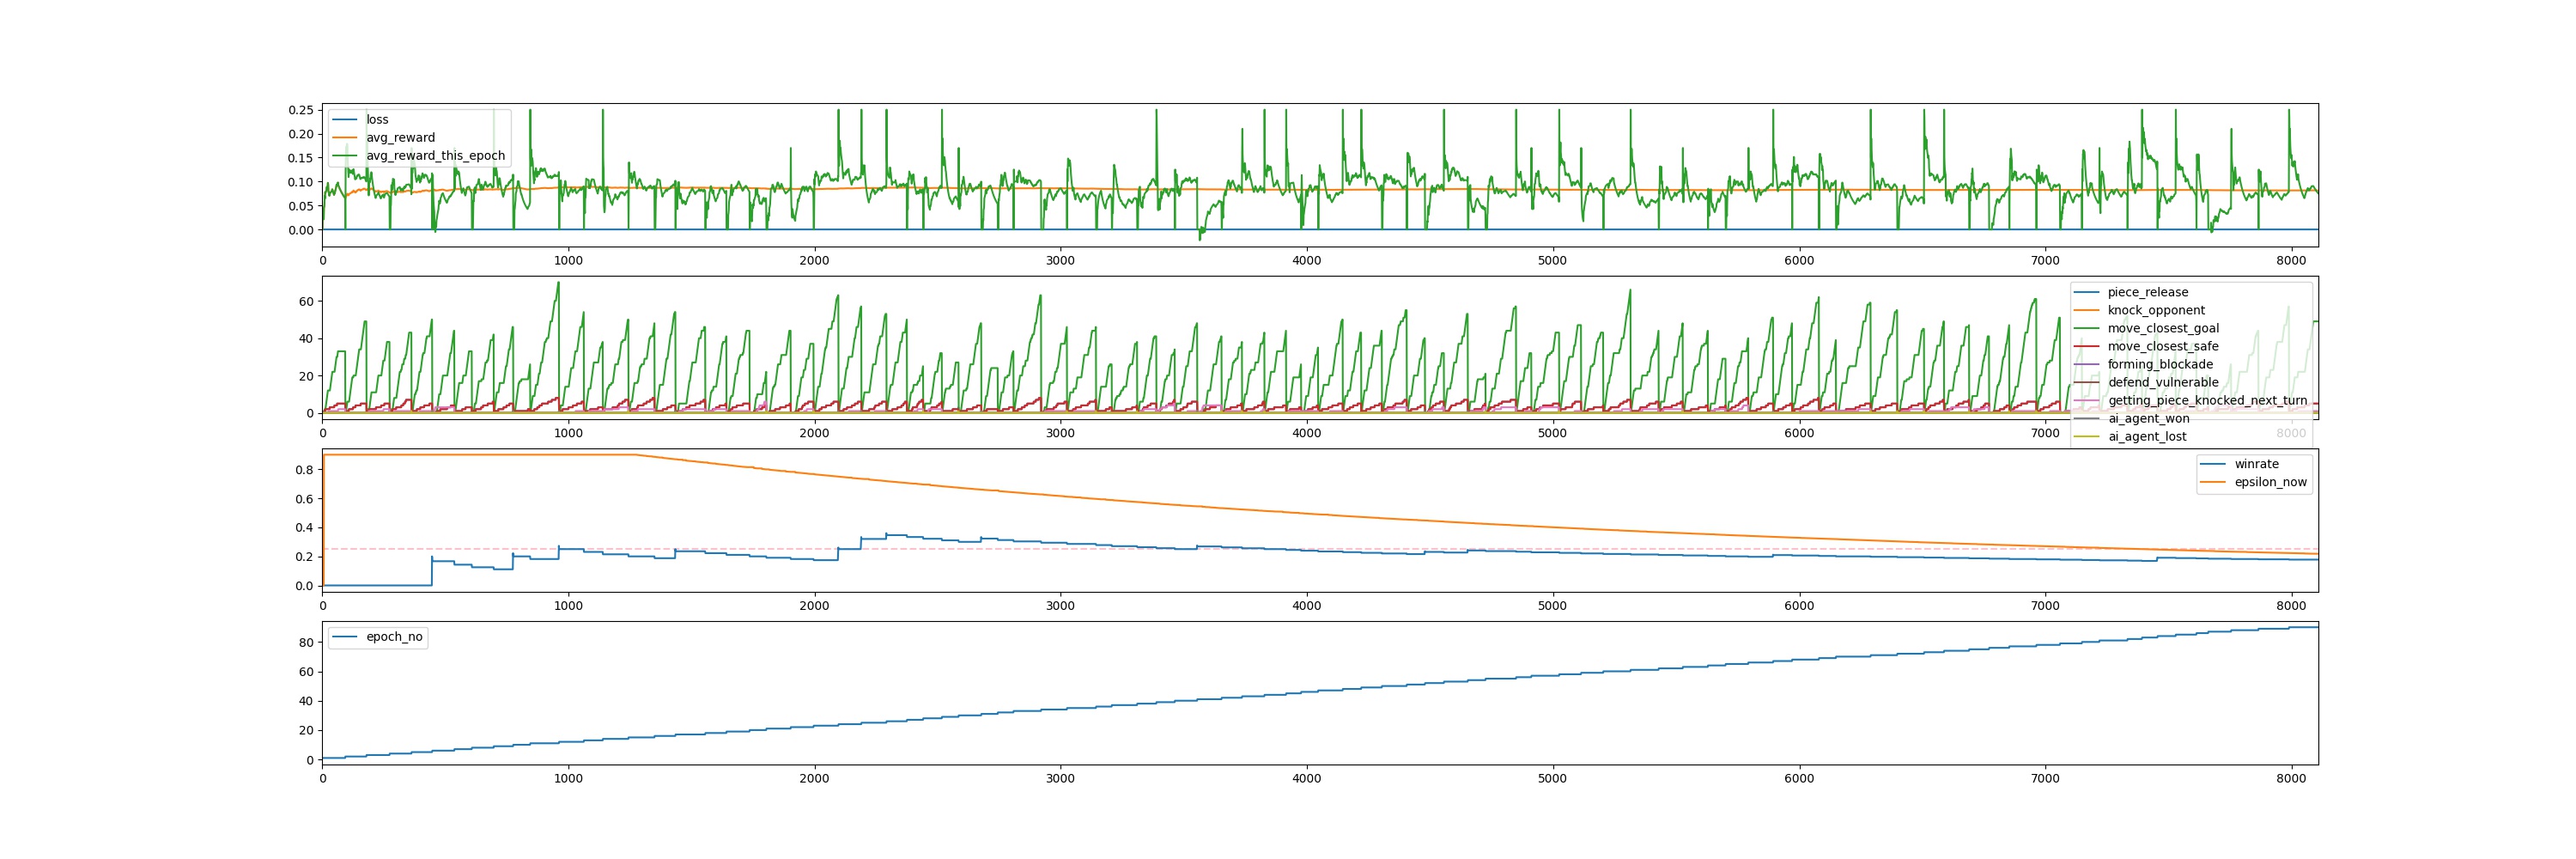 0.25
0.20
0.15
0.10
0.05
0.00
loss
avg_reward
avg_reward_this_epoch
0 1000 2000 3000 4000 5000 6000 7000 8000
60
40
20
0
piece_release
knock_opponent
move_closest_goal
move_closest_safe
forming_blockade
defend_vulnerable
getting_piece_knocked_next_turn
ai_agent_won
ai_agent_lost
0 1000 2000 3000 4000 5000 6000 7000 8000
0.8
0.6
0.4
0.2
0.0
winrate
epsilon_now
0 1000 2000 3000 4000 5000 6000 7000 8000
80
60
40
20
0
epoch_no
0 1000 2000 3000 4000 5000 6000 7000 8000